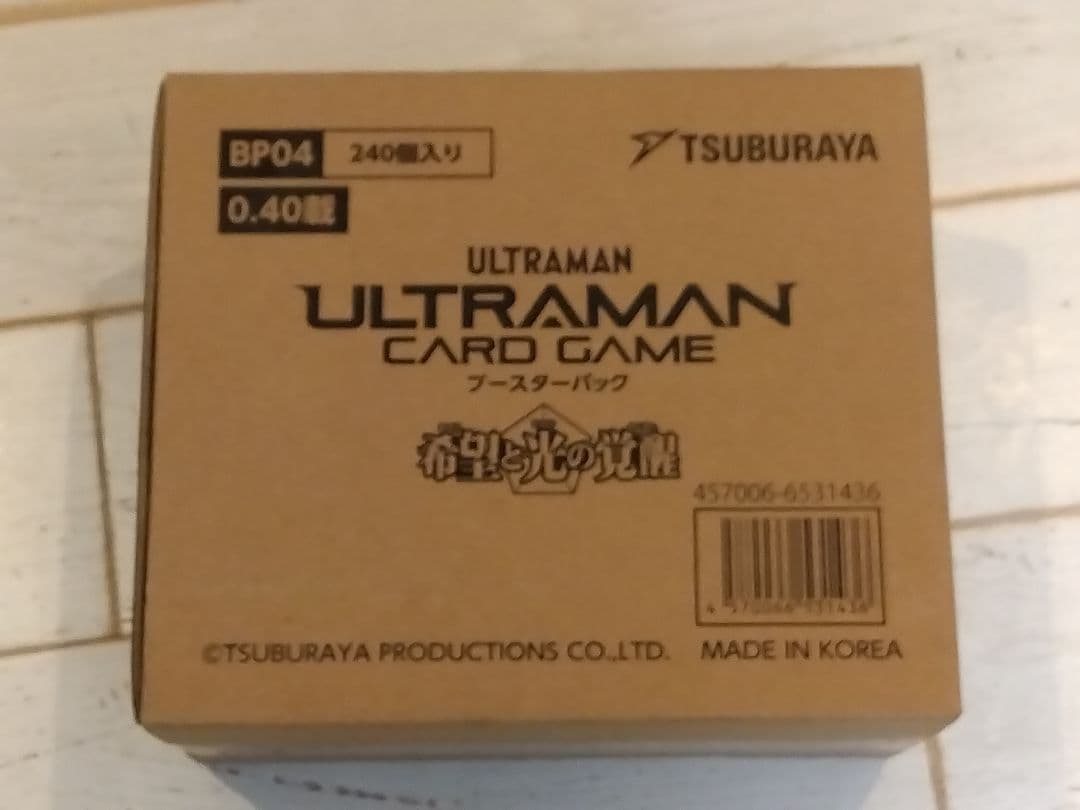 BP04 240個入り
TSUBURAYA
0.40載
ULTRAMAN
ULTRAMAN
CARD GAME
ブースターパック
希望と光の覚醒
457006-6531436
©TSUBURAYA PRODUCTIONS CO.,LTD. MADE IN KOREA